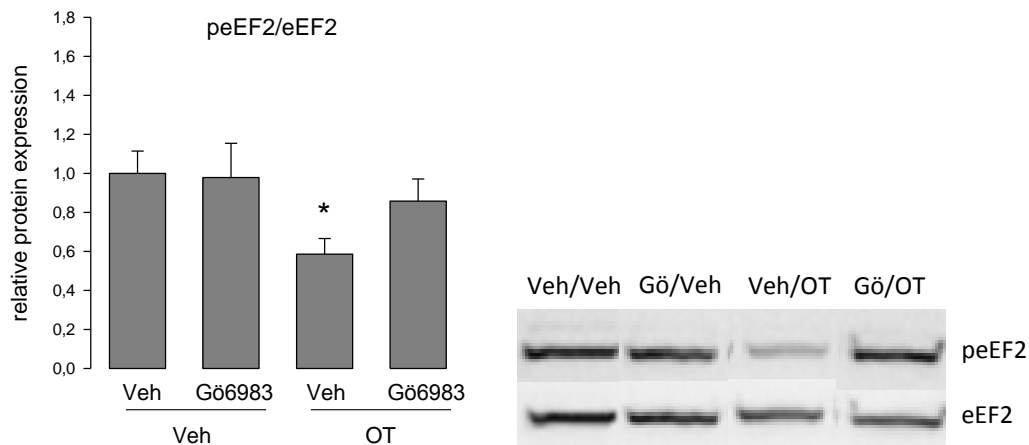 peEF2/eEF2
relative protein expression
1,8
1,6
1,4
1,2
1,0
0,8
0,6
0,4
0,2
0,0
*
Veh Gö6983 Veh Gö6983
Veh OT
Veh/Veh Gö/Veh Veh/OT Gö/OT
peEF2
eEF2